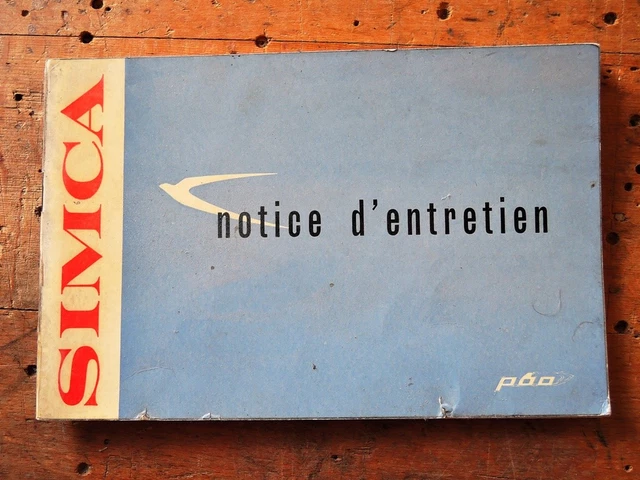 SIMCA
notice d'entretien
p60